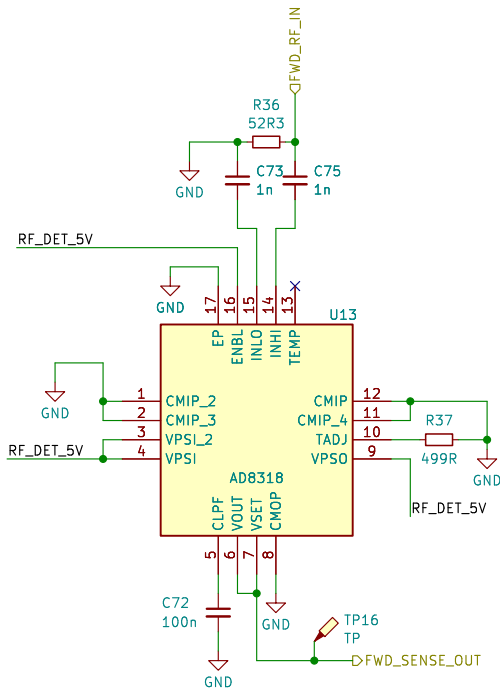 FWD_RF_IN
R36
52R3
GND
C73
1n
C75
1n
RF_DET_5V
GND
17
16
15
14
13
U13
EP
ENBL
INLO
INHI
TEMP
GND
1
CMIP_2
2
CMIP_3
RF_DET_5V
3
VPSI_2
4
VPSI
CMIP
12
CMIP_4
11
TADJ
10
VPSO
9
R37
499R
GND
RF_DET_5V
AD8318
CLPF
VOUT
VSET
CMOP
5
6
7
8
C72
100n
GND
GND
TP16
TP
FWD_SENSE_OUT